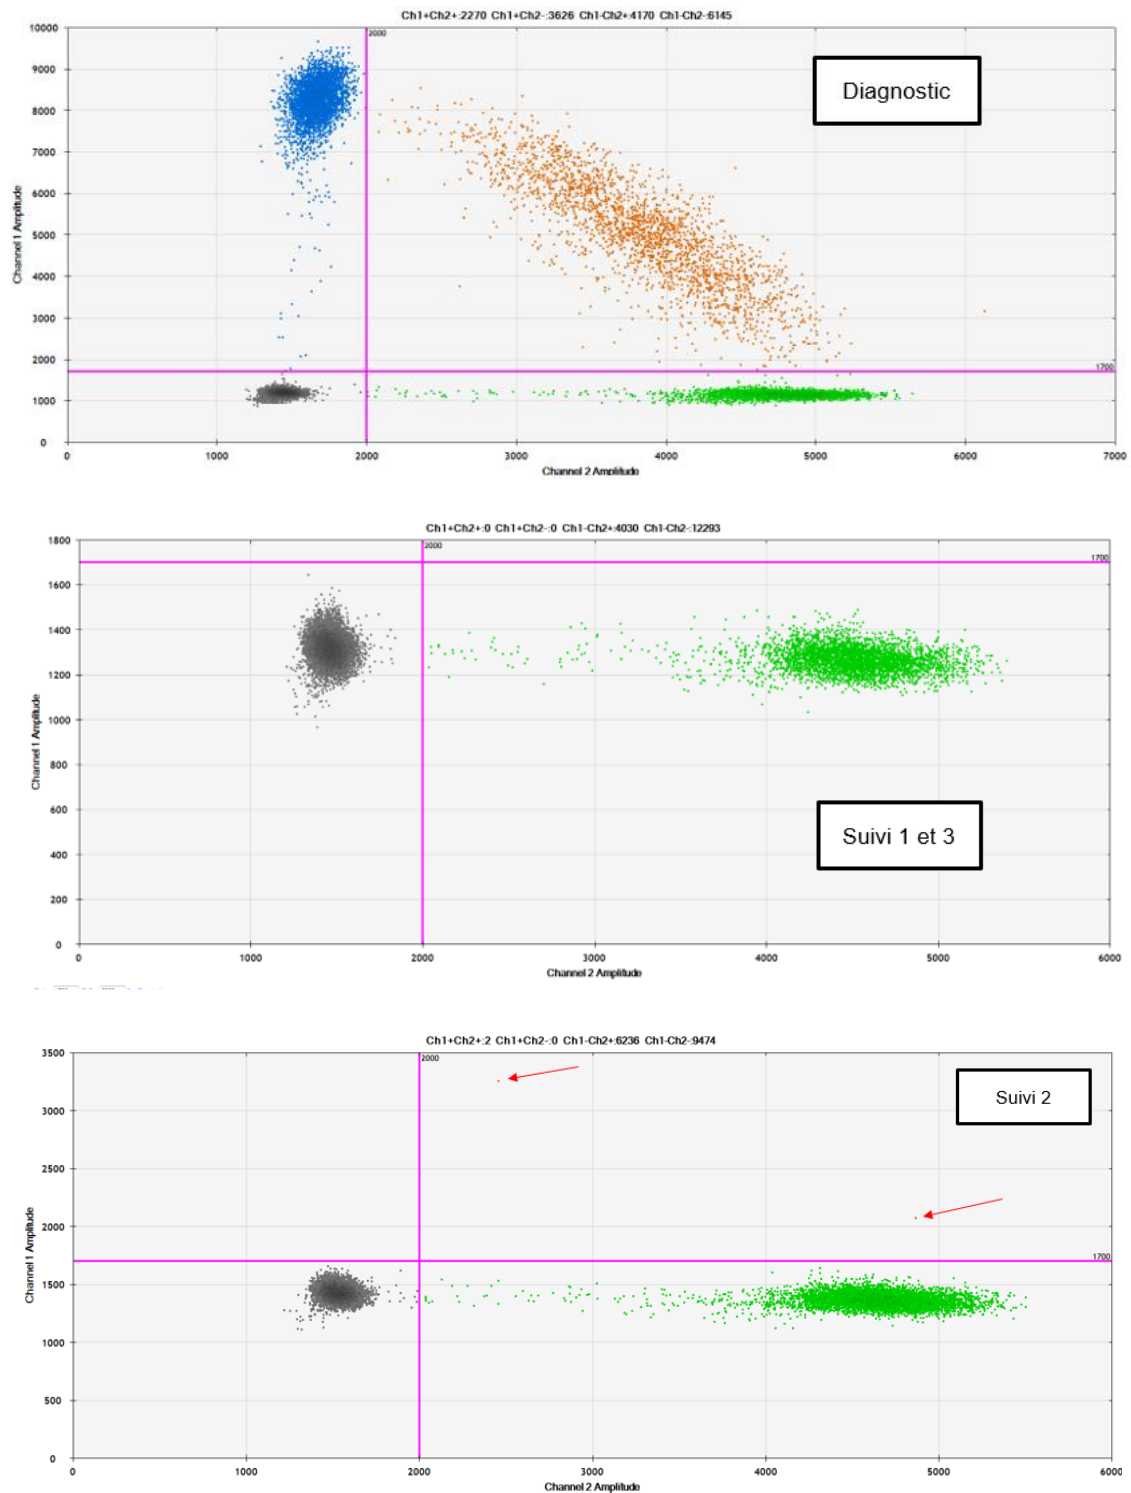 Ch1+Ch2+:2270 Ch1+Ch2-:3626 Ch1-Ch2+:4170 Ch1-Ch2-:6145
10000
9000
8000
7000
6000
5000
4000
3000
2000
1000
0
Channel 1 Amplitude
2000
Diagnostic
1700
0 1000 2000 3000 4000 5000 6000 7000
Channel 2 Amplitude
Ch1+Ch2+:0 Ch1+Ch2-:0 Ch1-Ch2+:4030 Ch1-Ch2-:12293
1800
1600
1400
1200
1000
800
600
400
200
0
Channel 1 Amplitude
2000
1700
Suivi 1 et 3
0 1000 2000 3000 4000 5000 6000
Channel 2 Amplitude
Ch1+Ch2+:2 Ch1+Ch2-:0 Ch1-Ch2+:6236 Ch1-Ch2-:9474
3500
3000
2500
2000
1500
1000
500
0
Channel 1 Amplitude
2000
Suivi 2
1700
0 1000 2000 3000 4000 5000 6000
Channel 2 Amplitude